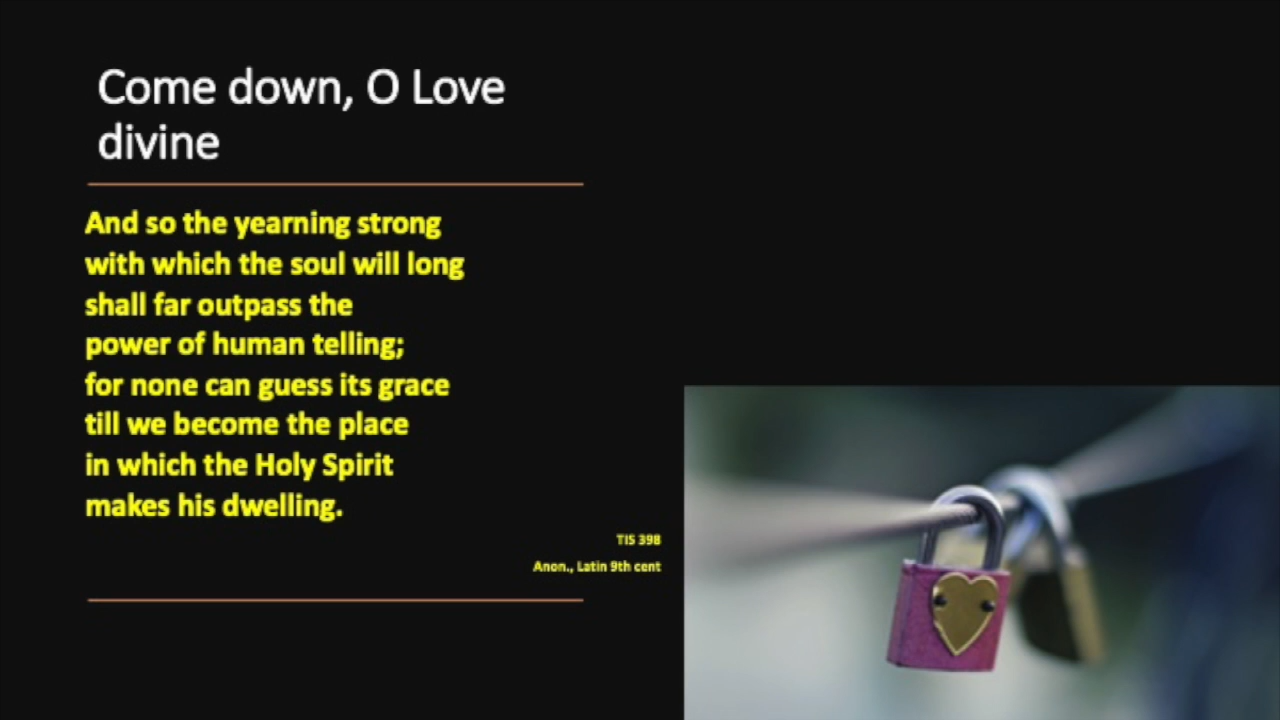 Come down, O Love
divine
And so the yearning strong
with which the soul will long
shall far outpass the
power of human telling;
for none can guess its grace
till we become the place
in which the Holy Spirit
makes his dwelling.
TIS 398
Anon., Latin 9th cent